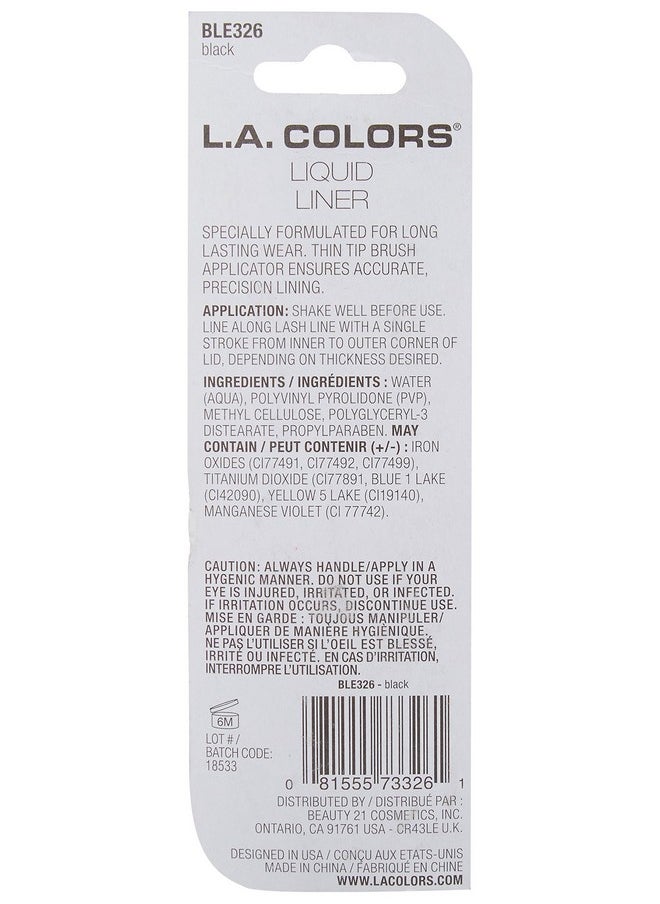 BLE326
black
L.A. COLORS®
LIQUID
LINER
SPECIALLY FORMULATED FOR LONG
LASTING WEAR. THIN TIP BRUSH
APPLICATOR ENSURES ACCURATE,
PRECISION LINING.
APPLICATION: SHAKE WELL BEFORE USE.
LINE ALONG LASH LINE WITH A SINGLE
STROKE FROM INNER TO OUTER CORNER OF
LID, DEPENDING ON THICKNESS DESIRED.
INGREDIENTS / INGRÉDIENTS : WATER
(AQUA), POLYVINYL PYROLIDONE (PVP),
METHYL CELLULOSE, POLYGLYCERYL-3
DISTEARATE, PROPYLPARABEN. MAY
CONTAIN / PEUT CONTENIR (+/-) : IRON
OXIDES (CI77491, CI77492, CI77499),
TITANIUM DIOXIDE (CI77891, BLUE 1 LAKE
(CI42090), YELLOW 5 LAKE (CI19140),
MANGANESE VIOLET (CI 77742).
CAUTION: ALWAYS HANDLE/APPLY IN A
HYGENIC MANNER. DO NOT USE IF YOUR
EYE IS INJURED, IRRITATED, OR INFECTED.
IF IRRITATION OCCURS, DISCONTINUE USE.
MISE EN GARDE : TOUJOUS MANIPULER/
APPLIQUER DE MANIÈRE HYGIÈNIQUE.
NE PAS L'UTILISER SI L'OEIL EST BLESSÉ,
IRRITÉ OU INFECTÉ. EN CAS D'IRRITATION,
INTERROMPRE L'UTILISATION.
BLE326 - black
6M
LOT # /
BATCH CODE:
18533
0 81555 73326 1
DISTRIBUTED BY / DISTRIBUÉ PAR :
BEAUTY 21 COSMETICS, INC.
ONTARIO, CA 91761 USA - CR43LE U.K.
DESIGNED IN USA / CONÇU AUX ETATS-UNIS
MADE IN CHINA / FABRIQUÉ EN CHINE
WWW.LACOLORS.COM